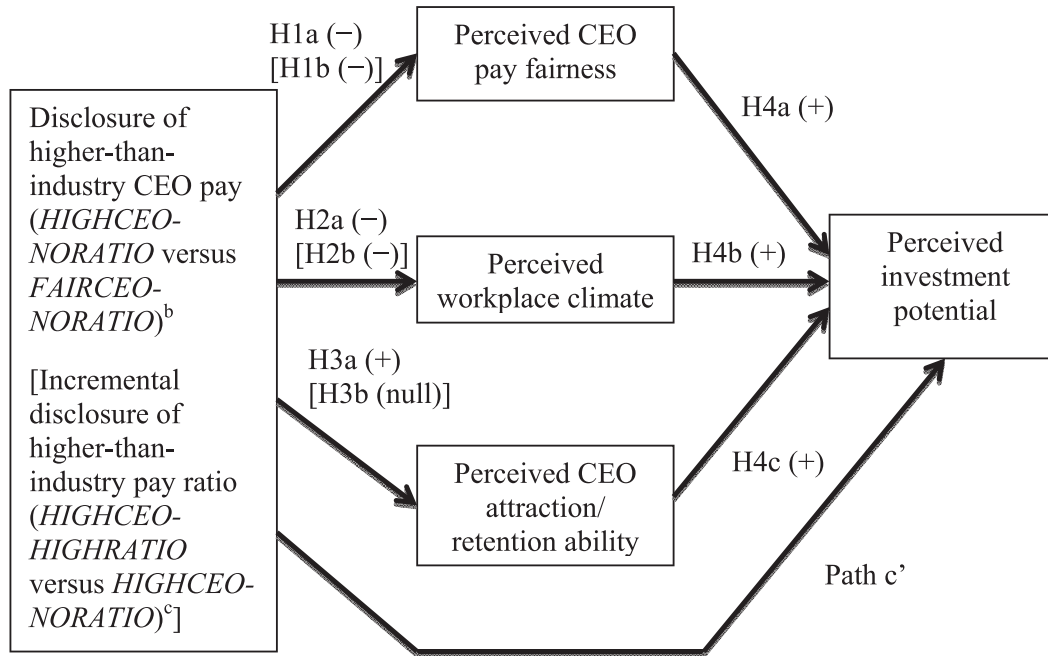 Disclosure of
higher-than-
industry CEO pay
(HIGHCEO-
NORATIO versus
FAIRCEO-
NORATIO)b
[Incremental
disclosure of
higher-than-
industry pay ratio
(HIGHCEO-
HIGHRATIO
versus HIGHCEO-
NORATIO)c]
H1a (−)
[H1b (−)]
Perceived CEO
pay fairness
H4a (+)
H2a (−)
[H2b (−)]
Perceived
workplace climate
H4b (+)
H3a (+)
[H3b (null)]
Perceived CEO
attraction/
retention ability
H4c (+)
Perceived
investment
potential
Path c’